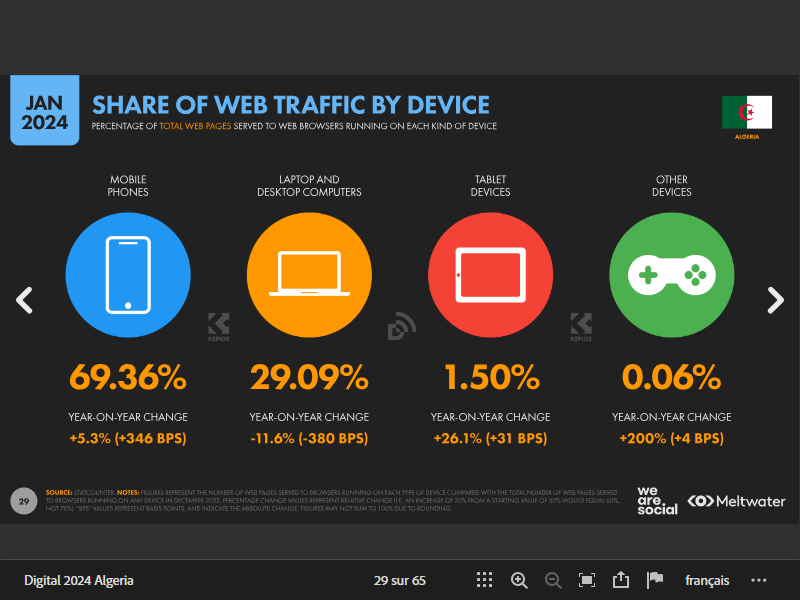 JAN
2024
SHARE OF WEB TRAFFIC BY DEVICE
PERCENTAGE OF TOTAL WEB PAGES SERVED TO WEB BROWSERS RUNNING ON EACH KIND OF DEVICE
ALGERIA
MOBILE
PHONES
LAPTOP AND
DESKTOP COMPUTERS
TABLET
DEVICES
OTHER
DEVICES
KEPIOS
KEPIOS
69.36%
29.09%
1.50%
0.06%
YEAR-ON-YEAR CHANGE
YEAR-ON-YEAR CHANGE
YEAR-ON-YEAR CHANGE
YEAR-ON-YEAR CHANGE
+5.3% (+346 BPS)
-11.6% (-380 BPS)
+26.1% (+31 BPS)
+200% (+4 BPS)
29
SOURCE: STATCOUNTER. NOTES: FIGURES REPRESENT THE NUMBER OF WEB PAGES SERVED TO BROWSERS RUNNING ON EACH TYPE OF DEVICE COMPARED WITH THE TOTAL NUMBER OF WEB PAGES SERVED
TO BROWSERS RUNNING ON ANY DEVICE IN DECEMBER 2023. PERCENTAGE CHANGE VALUES REPRESENT RELATIVE CHANGE (I.E. AN INCREASE OF 20% FROM A STARTING VALUE OF 50% WOULD EQUAL 60%,
NOT 70%). "BPS" VALUES REPRESENT BASIS POINTS, AND INDICATE THE ABSOLUTE CHANGE. FIGURES MAY NOT SUM TO 100% DUE TO ROUNDING.
we
are.
social
Meltwater
Digital 2024 Algeria
29 sur 65
français